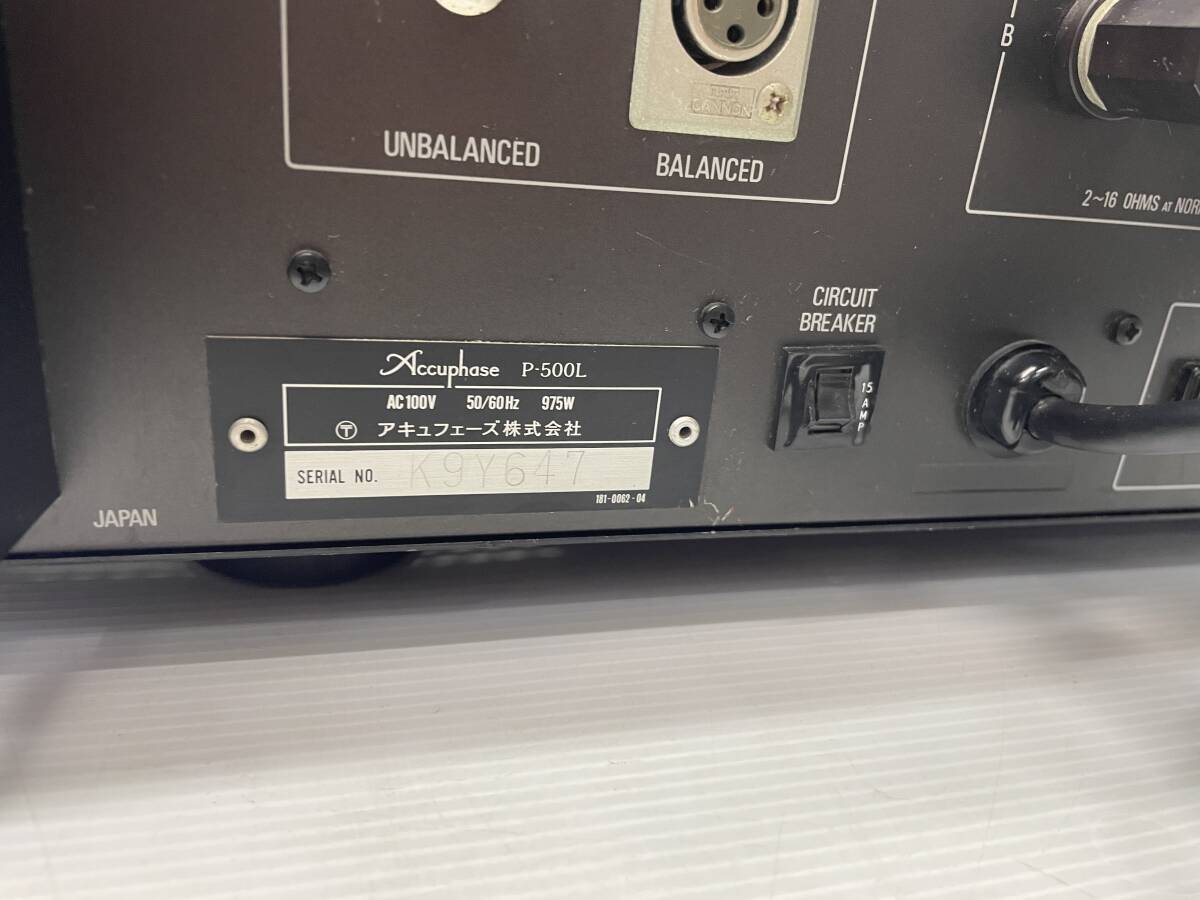 B
CANNON
UNBALANCED
BALANCED
2~16 OHMS AT NOR
CIRCUIT
BREAKER
15
AMP
Accuphase P-500L
AC100V 50/60Hz 975W
〒 アキュフェーズ株式会社
SERIAL NO. K9Y647
181-0062-04
JAPAN